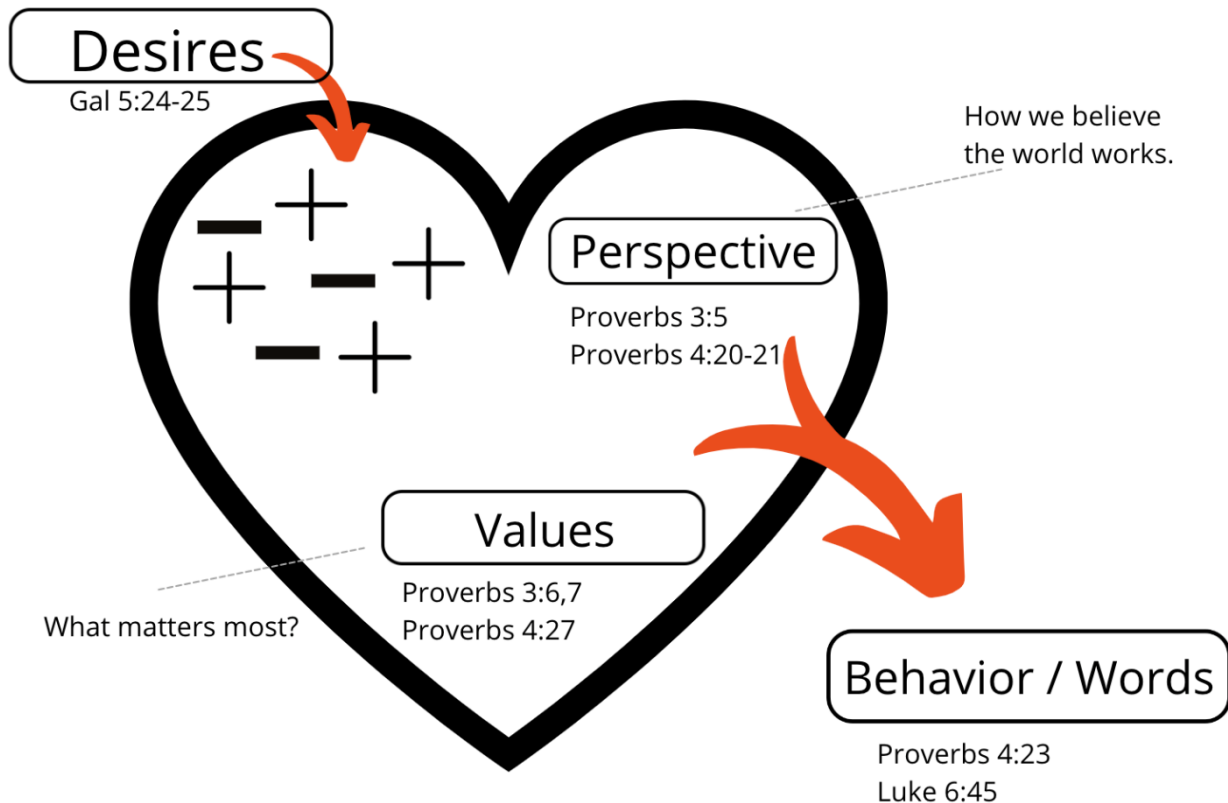 Desires
Gal 5:24-25
How we believe
the world works.
Perspective
Proverbs 3:5
Proverbs 4:20-21
Values
Proverbs 3:6,7
Proverbs 4:27
What matters most?
Behavior / Words
Proverbs 4:23
Luke 6:45